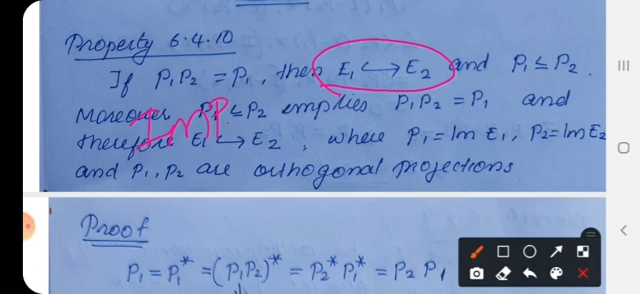 Property 6.4.10
If P₁P₂ = P₁, then E₁ ⟷ E₂ and P₁ ≤ P₂.
Moreover P₁ ≤ P₂ emplies P₁P₂ = P₁ and
IMP
therefore E₁ ⟷ E₂, where P₁ = Im E₁, P₂ = Im E₂
and P₁, P₂ are orthogonal projections
Proof
P₁ = P₁* = (P₁P₂)* = P₂* P₁* = P₂ P₁